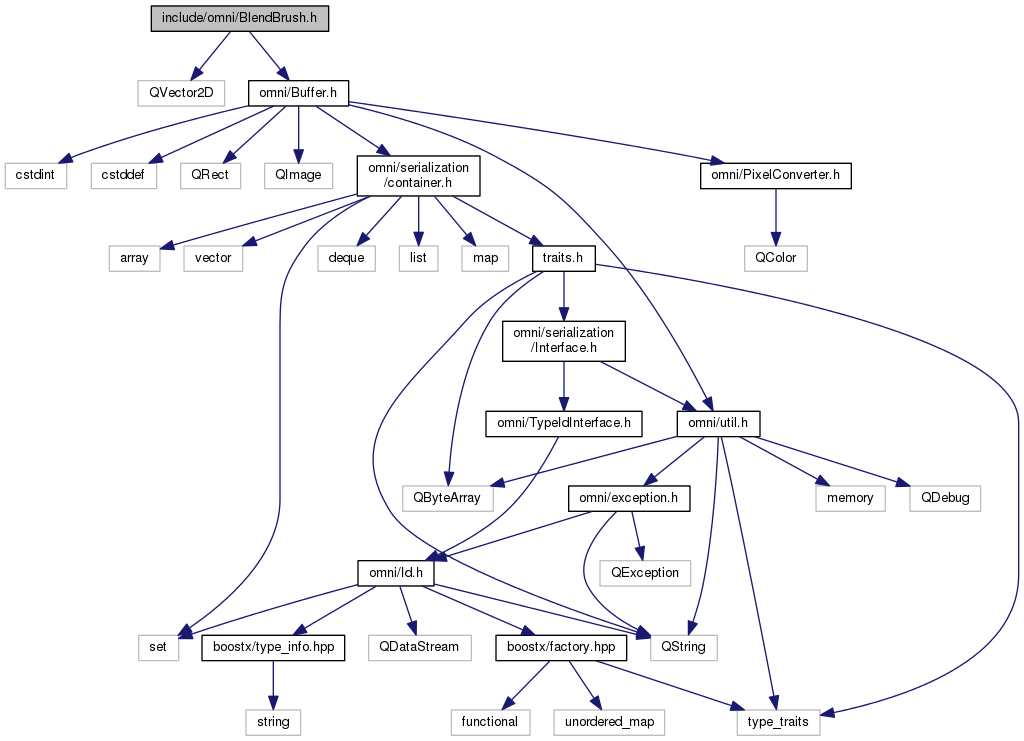 include/omni/BlendBrush.h
QVector2D
omni/Buffer.h
cstdint
cstddef
QRect
QImage
omni/serialization
/container.h
omni/PixelConverter.h
array
vector
deque
list
map
traits.h
QColor
omni/serialization
/Interface.h
omni/TypeIdInterface.h
omni/util.h
QByteArray
omni/exception.h
memory
QDebug
omni/Id.h
QException
set
boostx/type_info.hpp
QDataStream
boostx/factory.hpp
QString
string
functional
unordered_map
type_traits